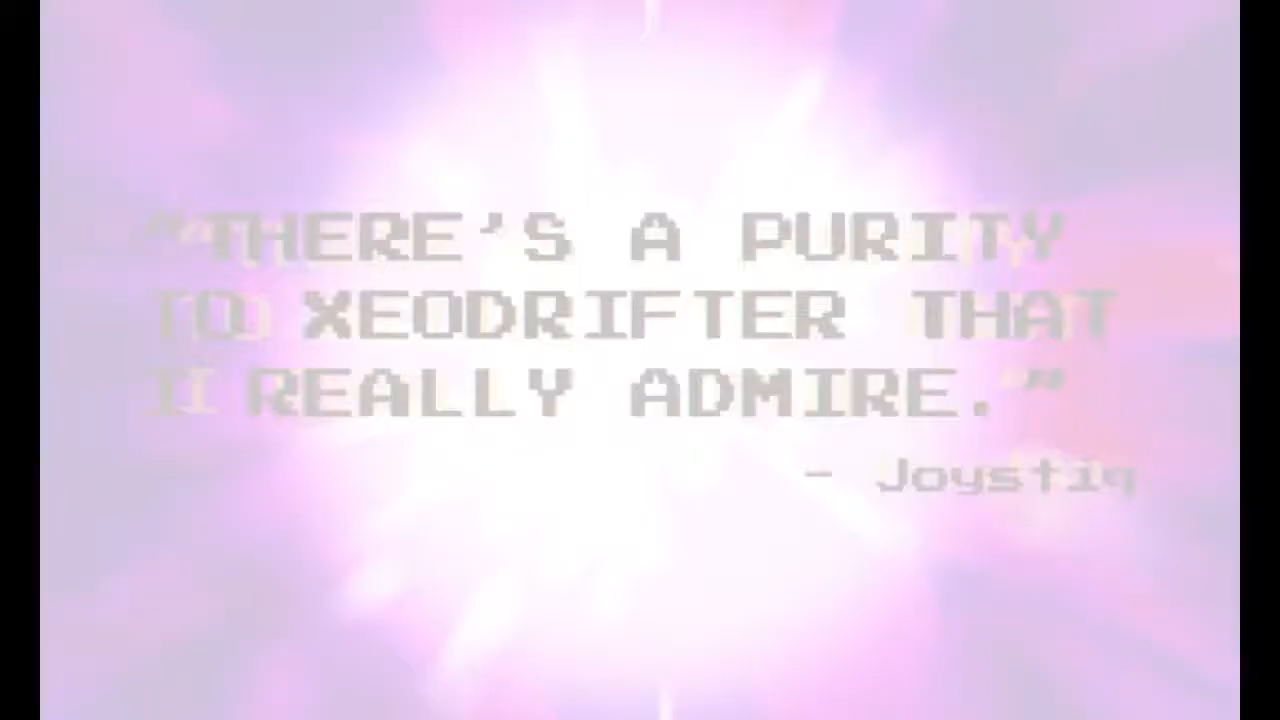 "THERE'S A PURITY
TO XEODRIFTER THAT
I REALLY ADMIRE."
- Joystiq